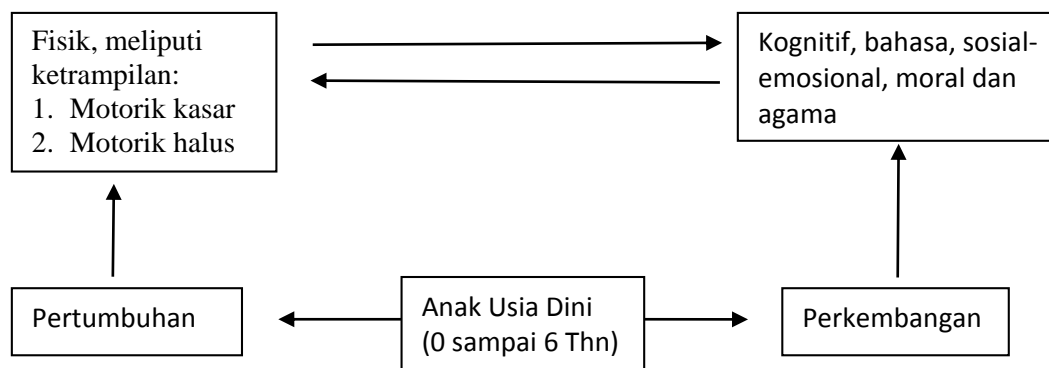 Fisik, meliputi
ketrampilan:
1. Motorik kasar
2. Motorik halus
Kognitif, bahasa, sosial-
emosional, moral dan
agama
Pertumbuhan
Anak Usia Dini
(0 sampai 6 Thn)
Perkembangan